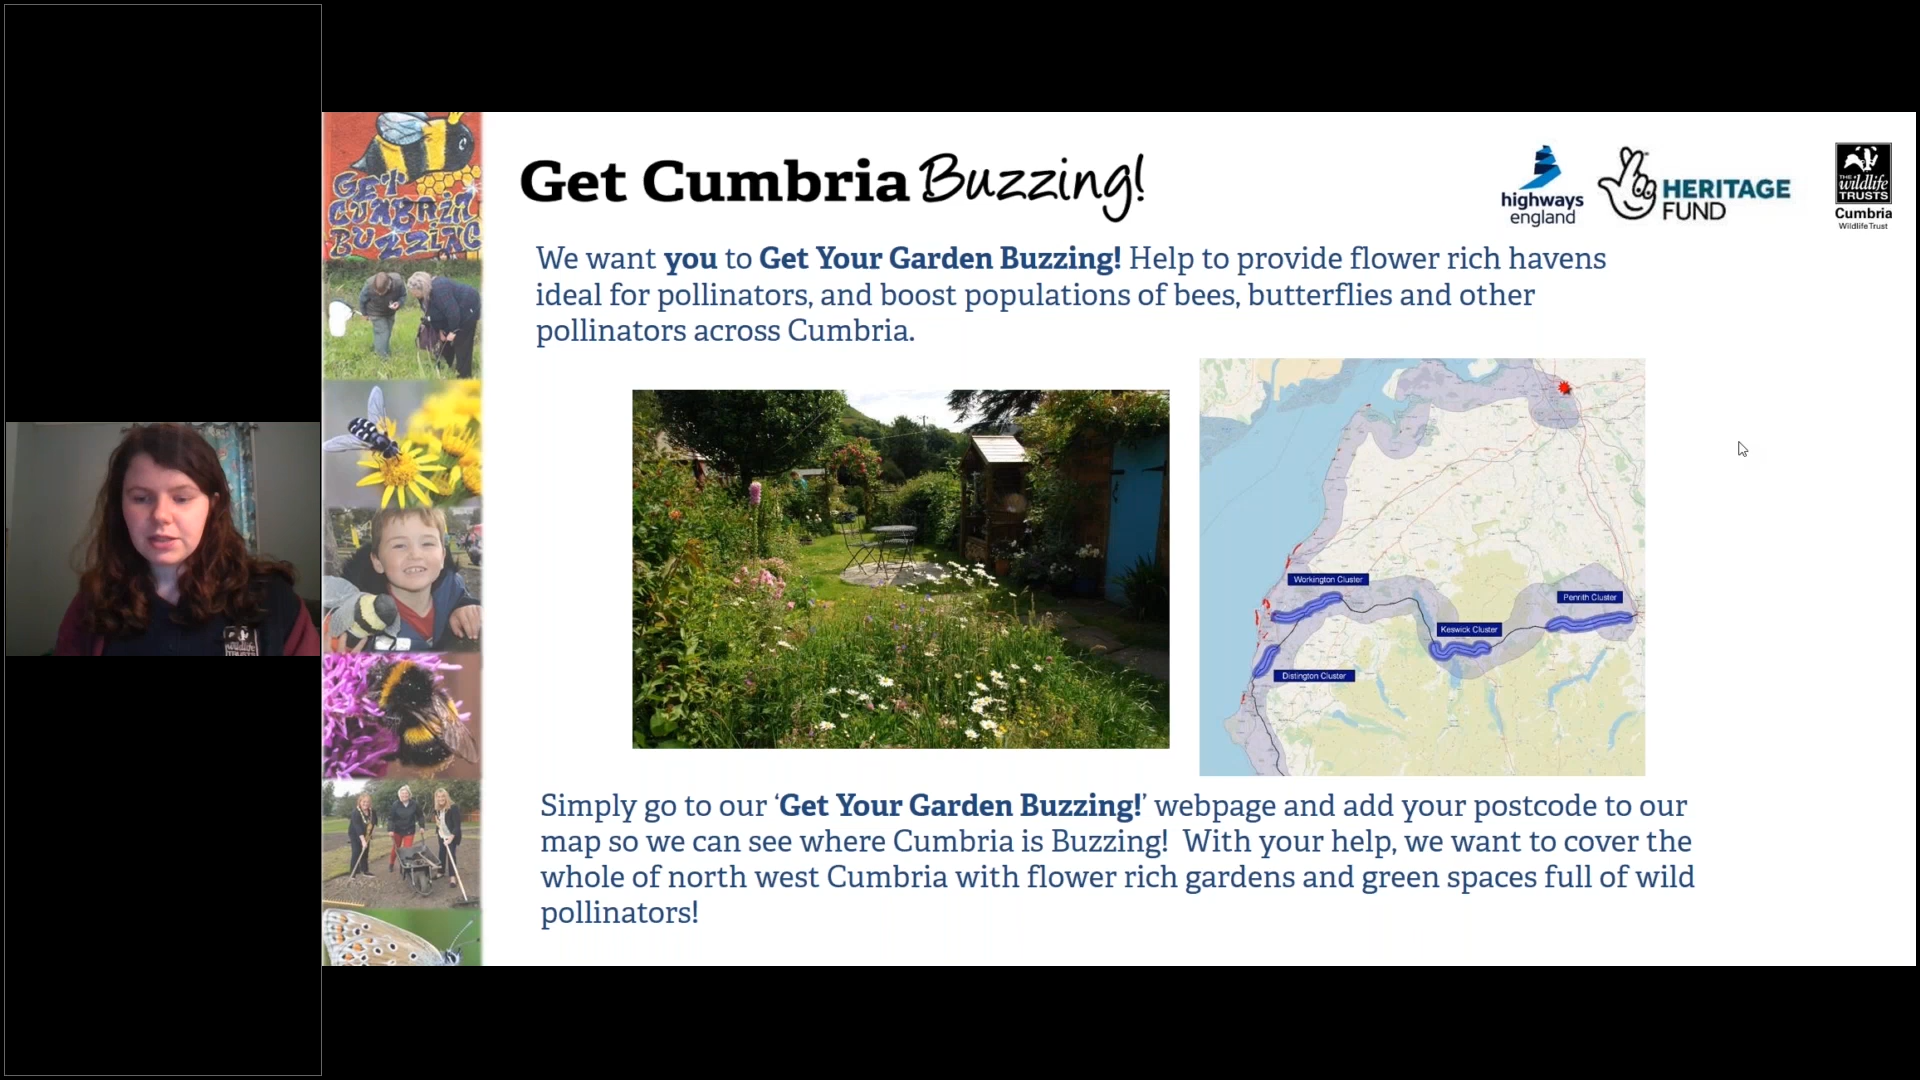 GET
CUMBRIA
BUZZING
Get Cumbria Buzzing!
highways
england
HERITAGE
FUND
THE
wildlife
TRUSTS
Cumbria
Wildlife Trust
We want you to Get Your Garden Buzzing! Help to provide flower rich havens
ideal for pollinators, and boost populations of bees, butterflies and other
pollinators across Cumbria.
Workington Cluster
Penrith Cluster
Keswick Cluster
Distington Cluster
wildlife
TRUSTS
Simply go to our ‘Get Your Garden Buzzing!’ webpage and add your postcode to our
map so we can see where Cumbria is Buzzing!  With your help, we want to cover the
whole of north west Cumbria with flower rich gardens and green spaces full of wild
pollinators!